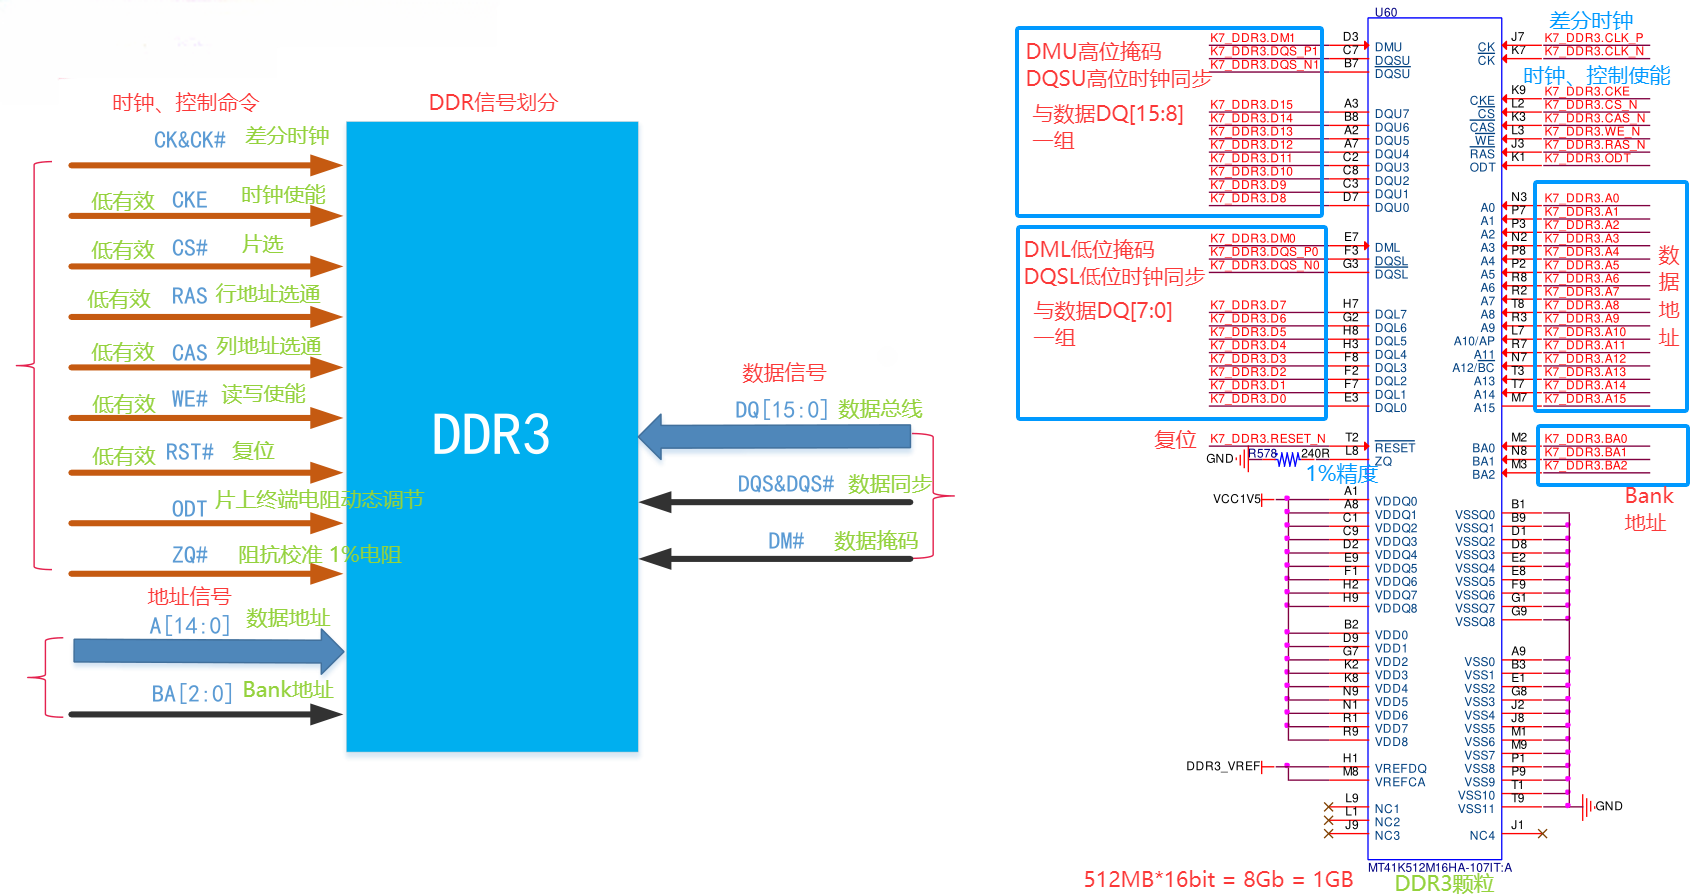 时钟、控制命令
DDR信号划分
CK&CK# 差分时钟
低有效 CKE 时钟使能
低有效 CS# 片选
低有效 RAS 行地址选通
低有效 CAS 列地址选通
低有效 WE# 读写使能
低有效 RST# 复位
ODT 片上终端电阻动态调节
ZQ# 阻抗校准 1%电阻
地址信号
A[14:0] 数据地址
BA[2:0] Bank地址
DDR3
数据信号
DQ[15:0] 数据总线
DQS&DQS# 数据同步
DM# 数据掩码
U60
DMU高位掩码
DQSU高位时钟同步
与数据DQ[15:8]
一组
K7_DDR3.DM1 D3 DMU
K7_DDR3.DQS_P1 C7 DQSU
K7_DDR3.DQS_N1 B7 DQSU
K7_DDR3.D15 A3 DQU7
K7_DDR3.D14 B8 DQU6
K7_DDR3.D13 A2 DQU5
K7_DDR3.D12 A7 DQU4
K7_DDR3.D11 C2 DQU3
K7_DDR3.D10 C8 DQU2
K7_DDR3.D9 C3 DQU1
K7_DDR3.D8 D7 DQU0
DML低位掩码
DQSL低位时钟同步
与数据DQ[7:0]
一组
K7_DDR3.DM0 E7 DML
K7_DDR3.DQS_P0 F3 DQSL
K7_DDR3.DQS_N0 G3 DQSL
K7_DDR3.D7 H7 DQL7
K7_DDR3.D6 G2 DQL6
K7_DDR3.D5 H8 DQL5
K7_DDR3.D4 H3 DQL4
K7_DDR3.D3 F8 DQL3
K7_DDR3.D2 F2 DQL2
K7_DDR3.D1 F7 DQL1
K7_DDR3.D0 E3 DQL0
复位 K7_DDR3.RESET_N T2 RESET
GND R578 240R L8 ZQ
1%精度
VCC1V5
A1 VDDQ0
A8 VDDQ1
C1 VDDQ2
C9 VDDQ3
D2 VDDQ4
E9 VDDQ5
F1 VDDQ6
H2 VDDQ7
H9 VDDQ8
B2 VDD0
D9 VDD1
G7 VDD2
K2 VDD3
K8 VDD4
N9 VDD5
N1 VDD6
R1 VDD7
R9 VDD8
DDR3_VREF
H1 VREFDQ
M8 VREFCA
L9 NC1
L1 NC2
J9 NC3
差分时钟
CK J7 K7_DDR3.CLK_P
CK K7 K7_DDR3.CLK_N
时钟、控制使能
CKE K9 K7_DDR3.CKE
CS L2 K7_DDR3.CS_N
CAS K3 K7_DDR3.CAS_N
WE L3 K7_DDR3.WE_N
RAS J3 K7_DDR3.RAS_N
ODT K1 K7_DDR3.ODT
A0 N3 K7_DDR3.A0
A1 P7 K7_DDR3.A1
A2 P3 K7_DDR3.A2
A3 N2 K7_DDR3.A3
A4 P8 K7_DDR3.A4
A5 P2 K7_DDR3.A5
A6 R8 K7_DDR3.A6
A7 R2 K7_DDR3.A7
A8 T8 K7_DDR3.A8
A9 R3 K7_DDR3.A9
A10/AP L7 K7_DDR3.A10
A11 R7 K7_DDR3.A11
A12/BC N7 K7_DDR3.A12
A13 T3 K7_DDR3.A13
A14 T7 K7_DDR3.A14
A15 M7 K7_DDR3.A15
数
据
地
址
BA0 M2 K7_DDR3.BA0
BA1 N8 K7_DDR3.BA1
BA2 M3 K7_DDR3.BA2
Bank
地址
VSSQ0 B1
VSSQ1 B9
VSSQ2 D1
VSSQ3 D8
VSSQ4 E2
VSSQ5 E8
VSSQ6 F9
VSSQ7 G1
VSSQ8 G9
VSS0 A9
VSS1 B3
VSS2 E1
VSS3 G8
VSS4 J2
VSS5 J8
VSS6 M1
VSS7 M9
VSS8 P1
VSS9 P9
VSS10 T1
VSS11 T9
GND
NC4 J1
MT41K512M16HA-107IT:A
512MB*16bit = 8Gb = 1GB
DDR3颗粒